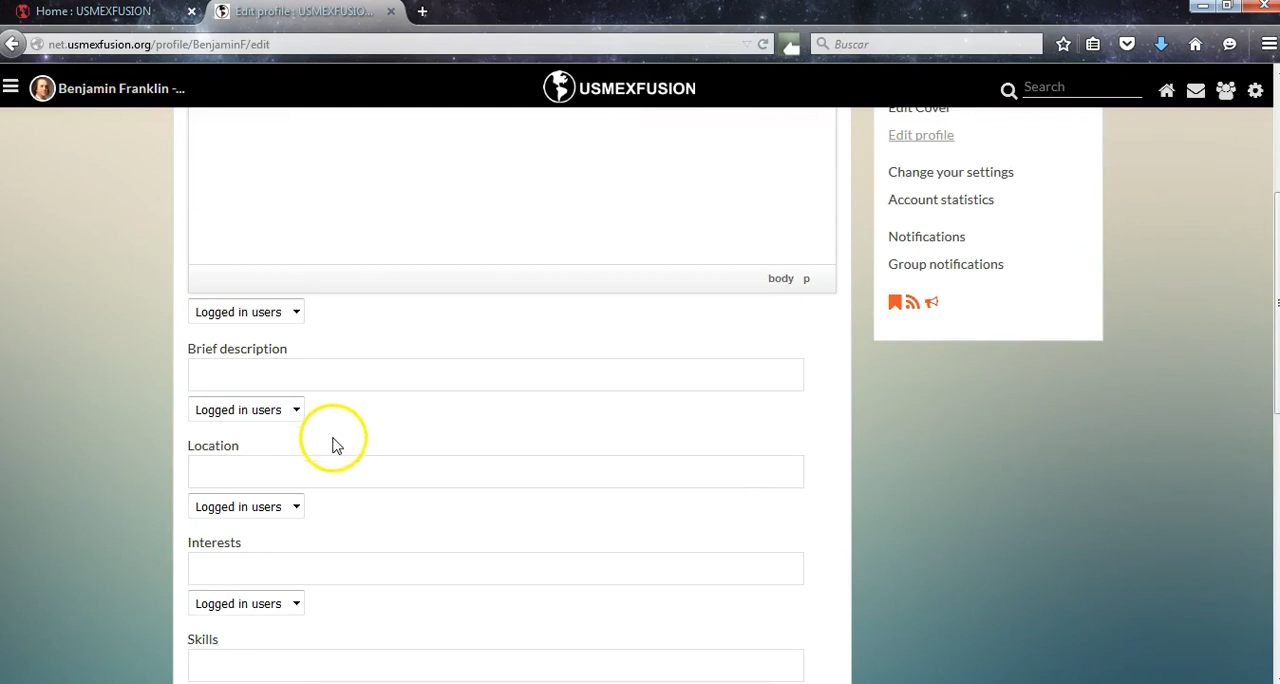 Home : USMEXFUSION
Edit profile : USMEXFUSIO...
net.usmexfusion.org/profile/BenjaminF/edit
Buscar
Benjamin Franklin -...
USMEXFUSION
Search
Edit Cover
Edit profile
Change your settings
Account statistics
Notifications
Group notifications
body p
Logged in users
Brief description
Logged in users
Location
Logged in users
Interests
Logged in users
Skills